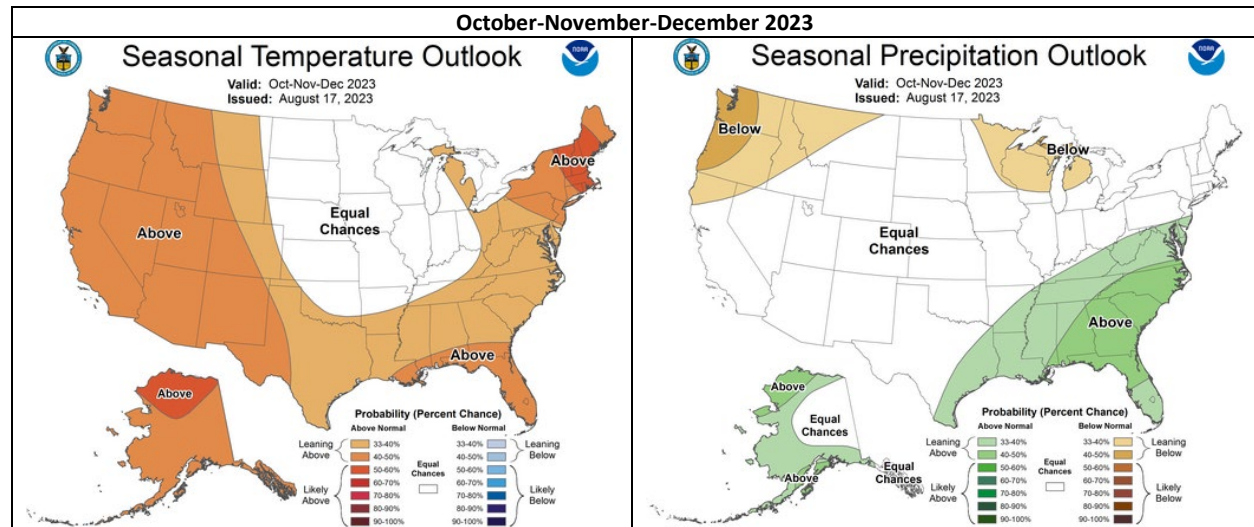 October-November-December 2023
Seasonal Temperature Outlook
NOAA
Valid: Oct-Nov-Dec 2023
Issued: August 17, 2023
Above
Equal
Chances
Above
Above
Above
Probability (Percent Chance)
Above Normal Below Normal
Leaning
Above
33-40% 33-40%
40-50% 40-50%
Leaning
Below
50-60% Equal Chances 50-60%
60-70% 60-70%
Likely
Above
70-80% 70-80%
Likely
Below
80-90% 80-90%
90-100% 90-100%
Seasonal Precipitation Outlook
NOAA
Valid: Oct-Nov-Dec 2023
Issued: August 17, 2023
Below
Below
Equal
Chances
Above
Above
Equal
Chances
Above
Equal
Chances
Probability (Percent Chance)
Above Normal Below Normal
Leaning
Above
33-40% 33-40%
40-50% 40-50%
Leaning
Below
50-60% Equal Chances 50-60%
60-70% 60-70%
Likely
Above
70-80% 70-80%
Likely
Below
80-90% 80-90%
90-100% 90-100%